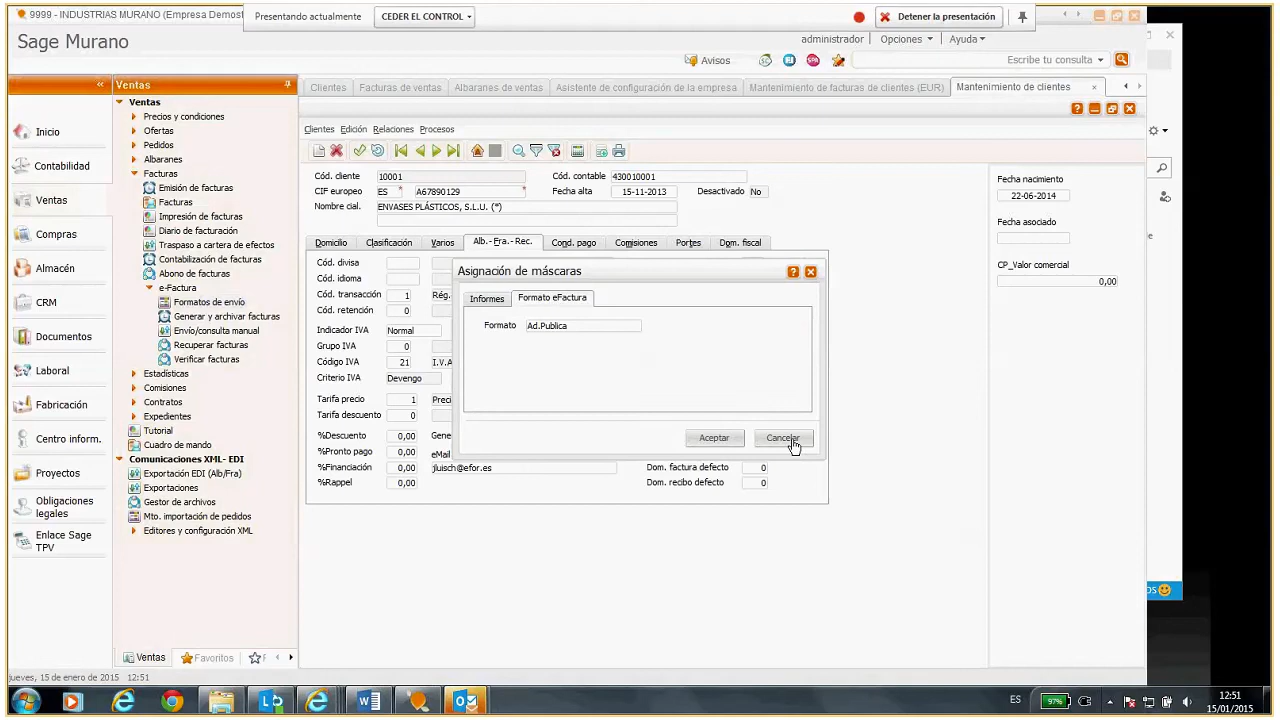 9999 - INDUSTRIAS MURANO (Empresa Demost
Presentando actualmente
CEDER EL CONTROL
Detener la presentación
Sage Murano
administrador
Opciones
Ayuda
Avisos
Escribe tu consulta
«
Ventas
Clientes
Facturas de ventas
Albaranes de ventas
Asistente de configuración de la empresa
Mantenimiento de facturas de clientes (EUR)
Mantenimiento de clientes
Inicio
Contabilidad
Ventas
Compras
Almacén
CRM
Documentos
Laboral
Fabricación
Centro inform.
Proyectos
Obligaciones
legales
Enlace Sage
TPV
Ventas
Precios y condiciones
Ofertas
Pedidos
Albaranes
Facturas
Emisión de facturas
Facturas
Impresión de facturas
Diario de facturación
Traspaso a cartera de efectos
Contabilización de facturas
Abono de facturas
e-Factura
Formatos de envío
Generar y archivar facturas
Envío/consulta manual
Recuperar facturas
Verificar facturas
Estadísticas
Comisiones
Contratos
Expedientes
Tutorial
Cuadro de mando
Comunicaciones XML- EDI
Exportación EDI (Alb/Fra)
Exportaciones
Gestor de archivos
Mto. importación de pedidos
Editores y configuración XML
Ventas
Favoritos
Clientes Edición Relaciones Procesos
Cód. cliente 10001 Cód. contable 430010001
CIF europeo ES * A67890129 * Fecha alta 15-11-2013 Desactivado No
Nombre cial. ENVASES PLÁSTICOS, S.L.U. (*)
Fecha nacimiento
22-06-2014
Fecha asociado
CP_Valor comercial
0,00
Domicilio Clasificación Varios Alb.- Fra.- Rec. Cond. pago Comisiones Portes Dom. fiscal
Cód. divisa
Cód. idioma
Cód. transacción 1 Rég.
Cód. retención 0
Indicador IVA Normal
Grupo IVA 0
Código IVA 21 I.V.A
Criterio IVA Devengo
Tarifa precio 1 Preci
Tarifa descuento 0
%Descuento 0,00 Gene
%Pronto pago 0,00 eMai
%Financiación 0,00 jluisch@efor.es Dom. factura defecto 0
%Rappel 0,00 Dom. recibo defecto 0
Asignación de máscaras
Informes Formato eFactura
Formato Ad.Publica
Aceptar Cancelar
jueves, 15 de enero de 2015 12:51
ES
97%
12:51
15/01/2015